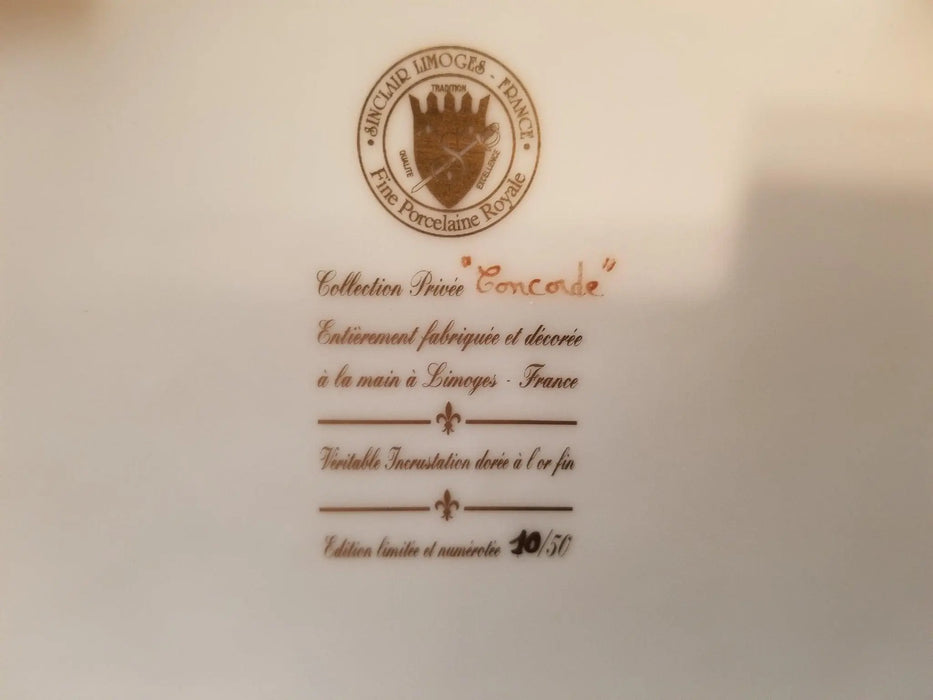 • SINCLAIR LIMOGES - FRANCE •
TRADITION
QUALITE
EXCELLENCE
Fine Porcelaine Royale
Collection Privée "Concorde"
Entièrement fabriquée et décorée
à la main à Limoges - France
Véritable Incrustation dorée à l'or fin
Edition limitée et numérotée 10/50